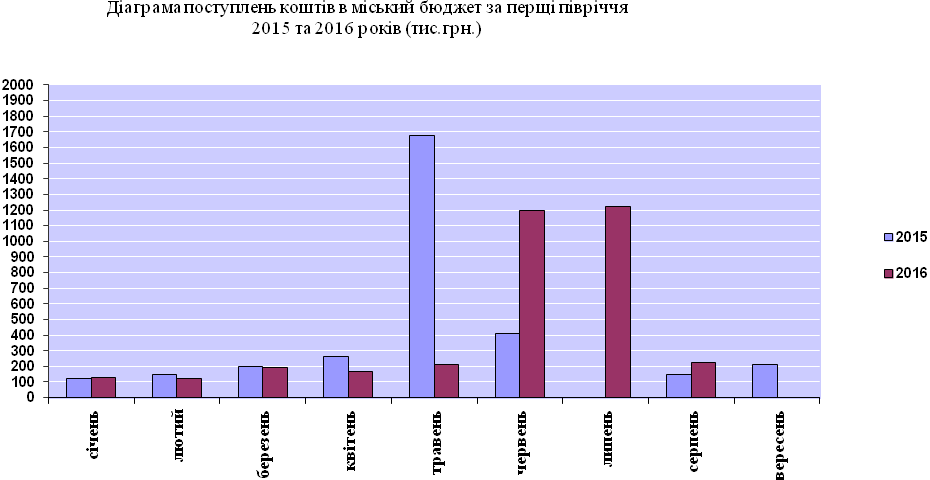 Діаграма поступлень коштів в міський бюджет за перщі півріччя
2015 та 2016 років (тис.грн.)
2000
1900
1800
1700
1600
1500
1400
1300
1200
1100
1000
900
800
700
600
500
400
300
200
100
0
січень
лютий
березень
квітень
травень
червень
липень
серпень
вересень
2015
2016